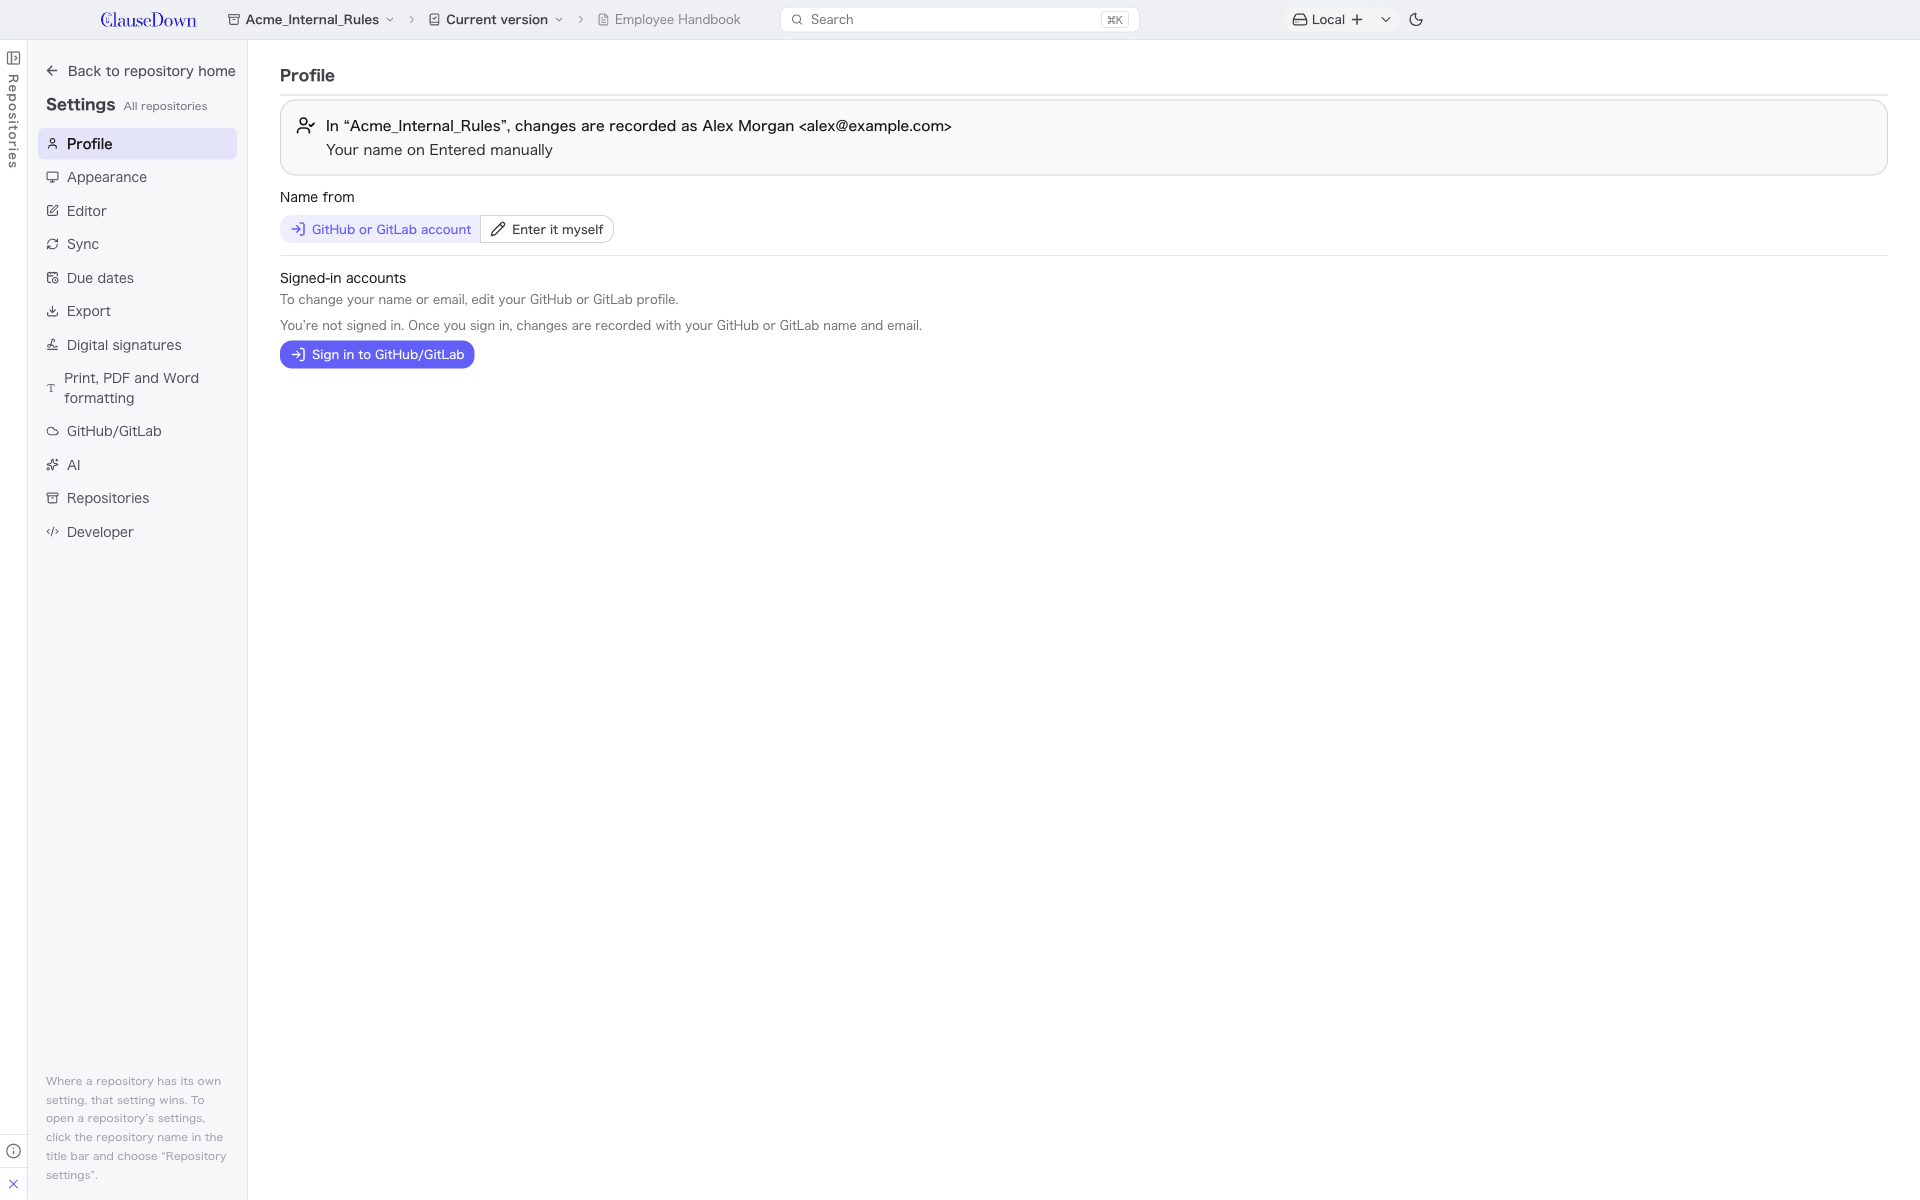 ClauseDown
Acme_Internal_Rules
Current version
Employee Handbook
Search
⌘K
Local
Repositories
Back to repository home
Settings All repositories
Profile
Appearance
Editor
Sync
Due dates
Export
Digital signatures
Print, PDF and Word
formatting
GitHub/GitLab
AI
Repositories
Developer
Where a repository has its own
setting, that setting wins. To
open a repository's settings,
click the repository name in the
title bar and choose “Repository
settings”.
Profile
In “Acme_Internal_Rules”, changes are recorded as Alex Morgan <alex@example.com>
Your name on Entered manually
Name from
GitHub or GitLab account
Enter it myself
Signed-in accounts
To change your name or email, edit your GitHub or GitLab profile.
You're not signed in. Once you sign in, changes are recorded with your GitHub or GitLab name and email.
Sign in to GitHub/GitLab